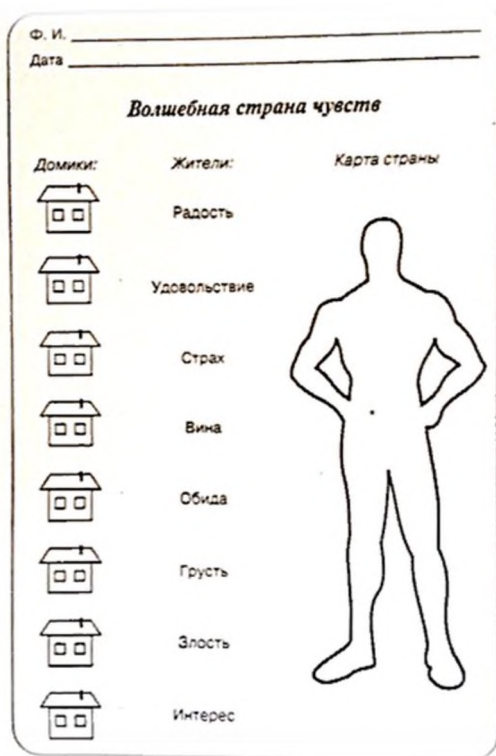 Ф. И.
Дата
Волшебная страна чувств
Домики: Жители: Карта страны
Радость
Удовольствие
Страх
Вина
Обида
Грусть
Злость
Интерес